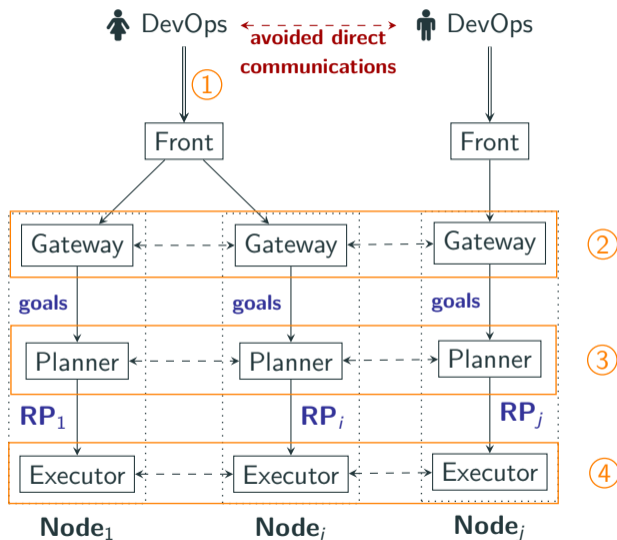 DevOps DevOps
avoided direct
communications
①
Front Front
Gateway Gateway Gateway ②
goals goals goals
Planner Planner Planner ③
RP₁ RPᵢ RPⱼ
Executor Executor Executor ④
Node₁ Nodeᵢ Nodeⱼ